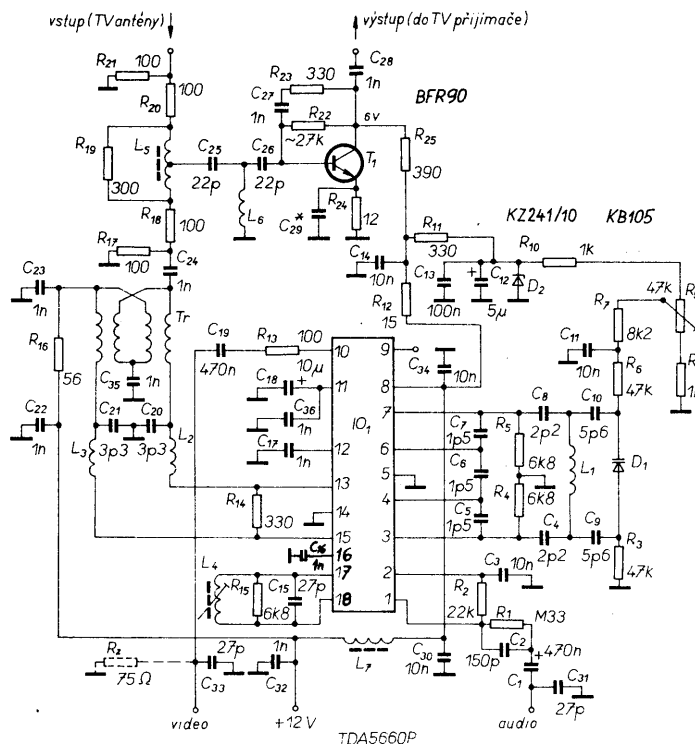 vstup (TV antény)
výstup (do TV přijímače)
R21
100
R20
100
R19
300
L5
R18
100
R17
100
C24
1n
C25
22p
L6
C26
22p
C27
1n
R23
330
R22
~27k
C28
1n
6V
BFR90
T1
R24
12
C29*
R25
390
R11
330
C14
10n
R12
15
C13
100n
+
C12
5µ
D2
KZ241/10
KB105
R10
1k
47k
R7
8k2
C11
10n
R6
47k
C23
1n
R16
56
C22
1n
Tr
C35
1n
C21
3p3
C20
3p3
L3
L2
C19
470n
R13
100
10µ
C18
+
C36
1n
C17
1n
R14
330
C16
1n
L4
R15
6k8
C15
27p
IO1
10
11
12
13
14
15
16
17
18
9
8
7
6
5
4
3
2
1
C34
10n
C7
1p5
C6
1p5
C5
1p5
R5
6k8
R4
6k8
C8
2p2
C4
2p2
L1
C10
5p6
C9
5p6
D1
R3
47k
C3
10n
R2
22k
R1
M33
C2
150p
+
470n
C1
C31
27p
C30
10n
L7
Rz
75 Ω
27p
C33
1n
C32
video
+12 V
audio
TDA5660P